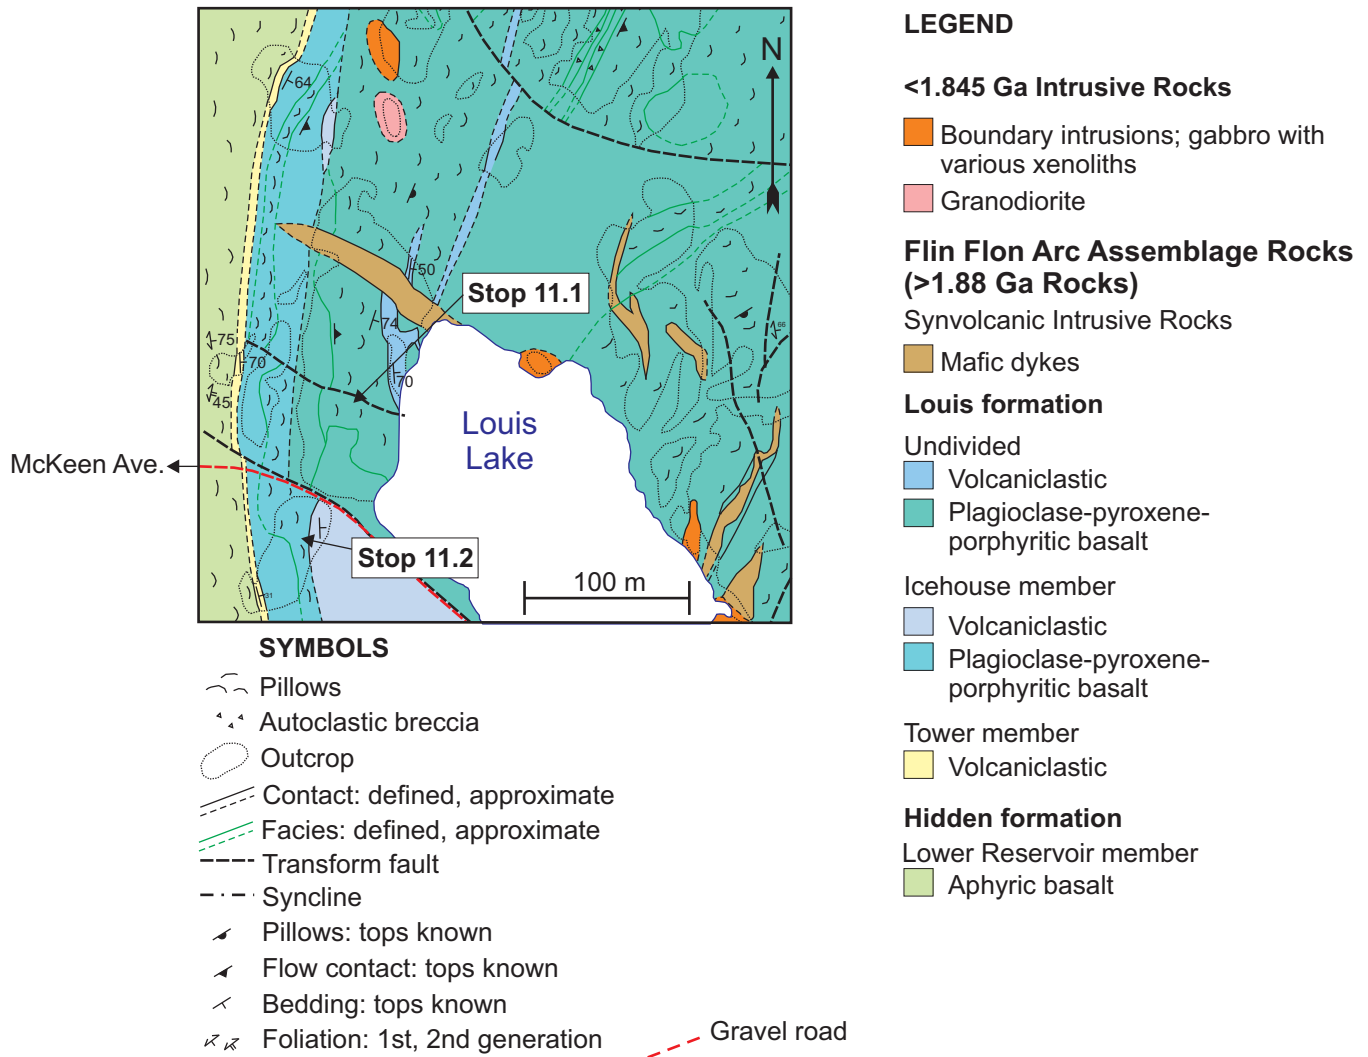 N
64
50
Stop 11.1
74
75
70
70
45
66
McKeen Ave.
Louis
Lake
Stop 11.2
100 m
31
SYMBOLS
Pillows
Autoclastic breccia
Outcrop
Contact: defined, approximate
Facies: defined, approximate
Transform fault
Syncline
Pillows: tops known
Flow contact: tops known
Bedding: tops known
Foliation: 1st, 2nd generation
Gravel road
LEGEND
<1.845 Ga Intrusive Rocks
Boundary intrusions; gabbro with
various xenoliths
Granodiorite
Flin Flon Arc Assemblage Rocks
(>1.88 Ga Rocks)
Synvolcanic Intrusive Rocks
Mafic dykes
Louis formation
Undivided
Volcaniclastic
Plagioclase-pyroxene-
porphyritic basalt
Icehouse member
Volcaniclastic
Plagioclase-pyroxene-
porphyritic basalt
Tower member
Volcaniclastic
Hidden formation
Lower Reservoir member
Aphyric basalt